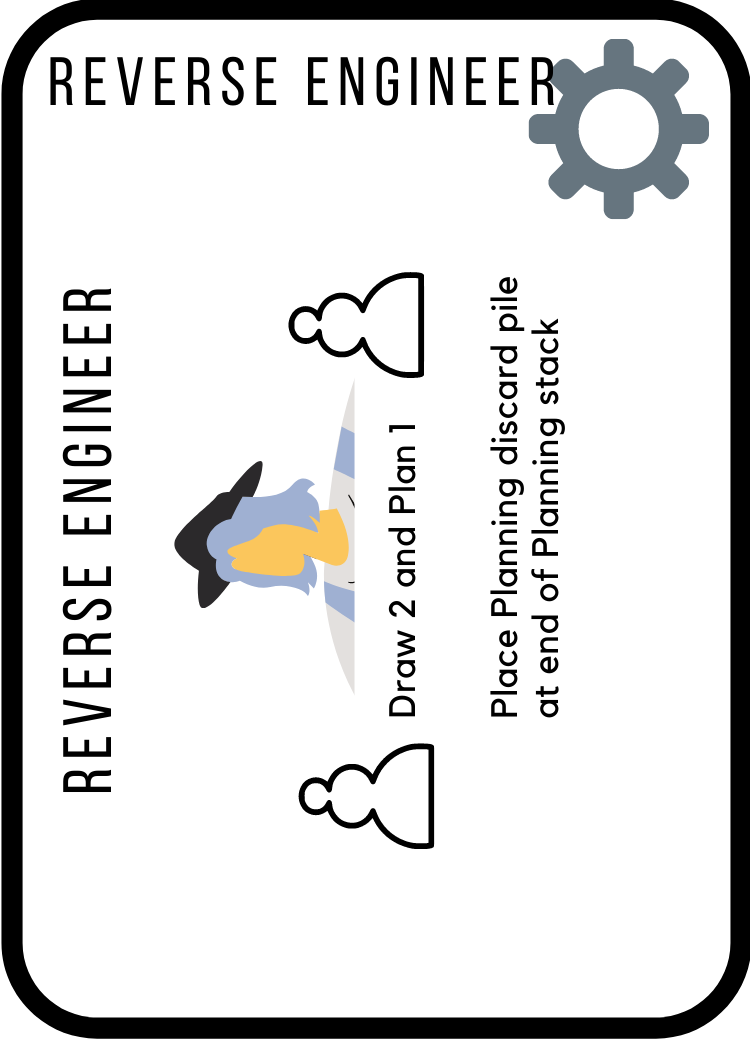 REVERSE ENGINEER
REVERSE ENGINEER
Draw 2 and Plan 1
Place Planning discard pile
at end of Planning stack